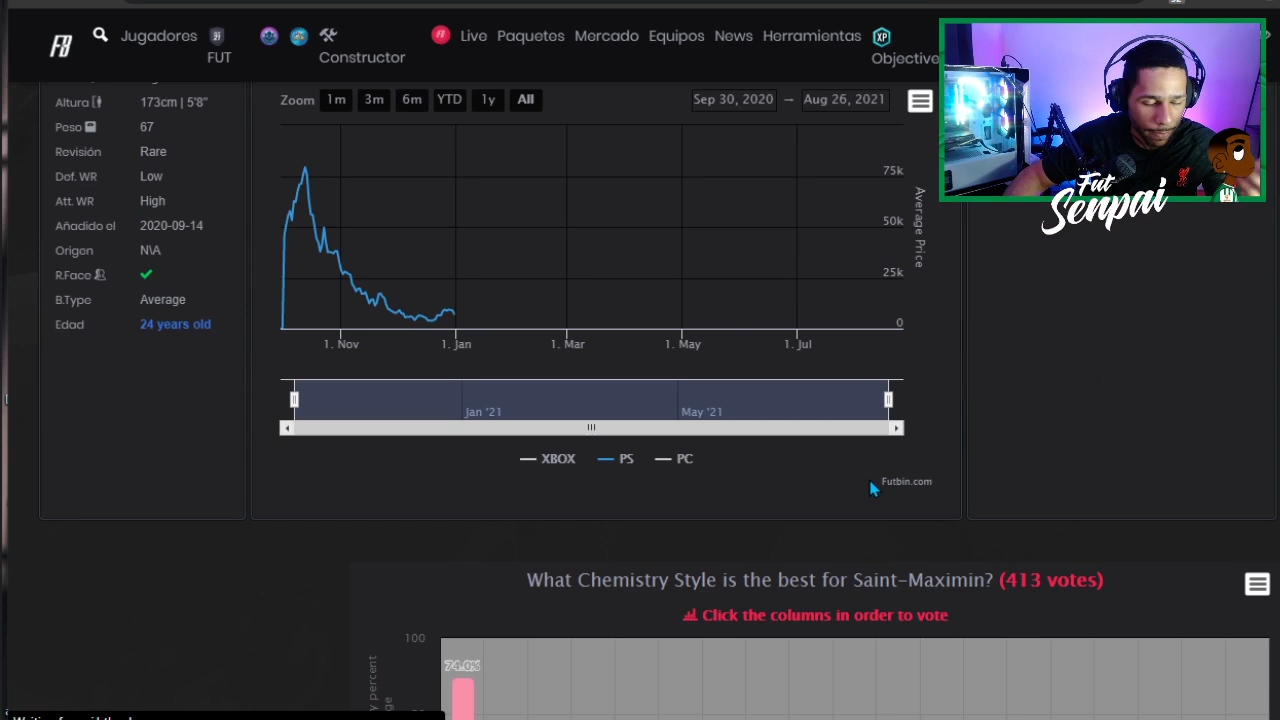 FB
Jugadores
FUT
Constructor
Live Paquetes Mercado Equipos News Herramientas XP
Objective
Altura 173cm | 5'8"
Peso 67
Revisión Rare
Def. WR Low
Att. WR High
Añadido el 2020-09-14
Origen N\A
R.Face
B.Type Average
Edad 24 years old
Zoom 1m 3m 6m YTD 1y All Sep 30, 2020 → Aug 26, 2021
75k
50k
25k
0
Average Price
1. Nov 1. Jan 1. Mar 1. May 1. Jul
Jan '21 May '21
XBOX PS PC
Futbin.com
Fut
Senpai
What Chemistry Style is the best for Saint-Maximin? (413 votes)
Click the columns in order to vote
100
74.0%